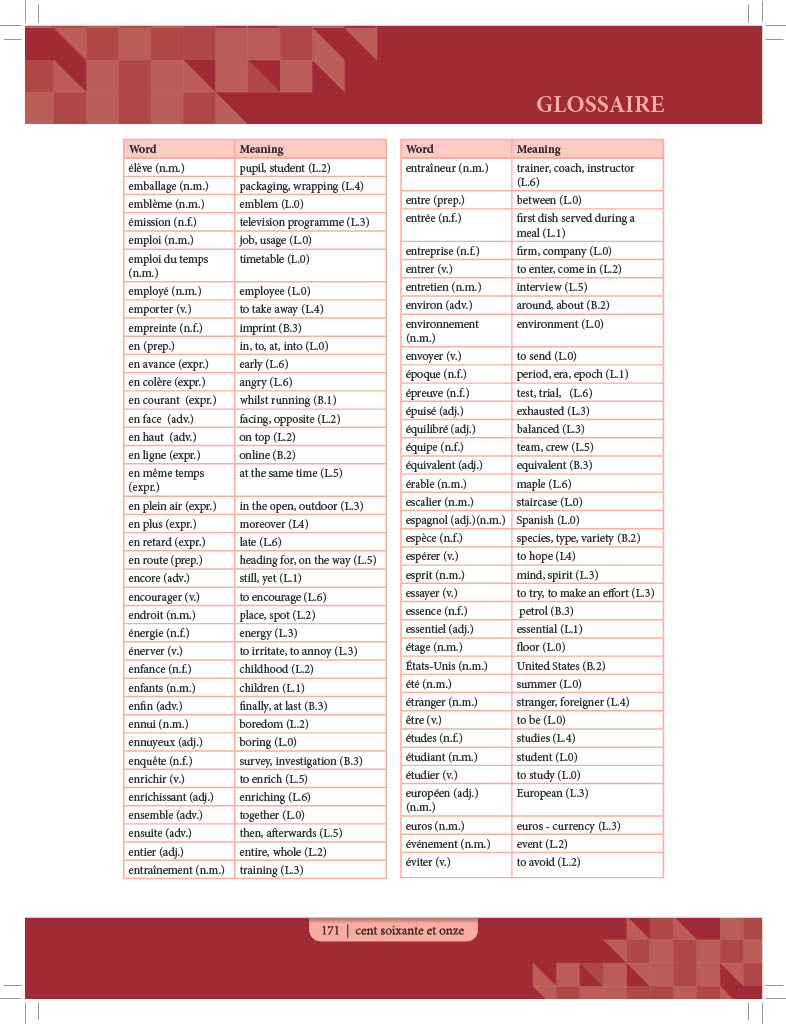 GLOSSAIRE
Word Meaning
élève (n.m.) pupil, student (L.2)
emballage (n.m.) packaging, wrapping (L.4)
emblème (n.m.) emblem (L.0)
émission (n.f.) television programme (L.3)
emploi (n.m.) job, usage (L.0)
emploi du temps timetable (L.0)
(n.m.)
employé (n.m.) employee (L.0)
emporter (v.) to take away (L.4)
empreinte (n.f.) imprint (B.3)
en (prep.) in, to, at, into (L.0)
en avance (expr.) early (L.6)
en colère (expr.) angry (L.6)
en courant (expr.) whilst running (B.1)
en face (adv.) facing, opposite (L.2)
en haut (adv.) on top (L.2)
en ligne (expr.) online (B.2)
en même temps at the same time (L.5)
(expr.)
en plein air (expr.) in the open, outdoor (L.3)
en plus (expr.) moreover (L4)
en retard (expr.) late (L.6)
en route (prep.) heading for, on the way (L.5)
encore (adv.) still, yet (L.1)
encourager (v.) to encourage (L.6)
endroit (n.m.) place, spot (L.2)
énergie (n.f.) energy (L.3)
énerver (v.) to irritate, to annoy (L.3)
enfance (n.f.) childhood (L.2)
enfants (n.m.) children (L.1)
enfin (adv.) finally, at last (B.3)
ennui (n.m.) boredom (L.2)
ennuyeux (adj.) boring (L.0)
enquête (n.f.) survey, investigation (B.3)
enrichir (v.) to enrich (L.5)
enrichissant (adj.) enriching (L.6)
ensemble (adv.) together (L.0)
ensuite (adv.) then, afterwards (L.5)
entier (adj.) entire, whole (L.2)
entraînement (n.m.) training (L.3)
Word Meaning
entraîneur (n.m.) trainer, coach, instructor
(L.6)
entre (prep.) between (L.0)
entrée (n.f.) first dish served during a
meal (L.1)
entreprise (n.f.) firm, company (L.0)
entrer (v.) to enter, come in (L.2)
entretien (n.m.) interview (L.5)
environ (adv.) around, about (B.2)
environnement environment (L.0)
(n.m.)
envoyer (v.) to send (L.0)
époque (n.f.) period, era, epoch (L.1)
épreuve (n.f.) test, trial, (L.6)
épuisé (adj.) exhausted (L.3)
équilibré (adj.) balanced (L.3)
équipe (n.f.) team, crew (L.5)
équivalent (adj.) equivalent (B.3)
érable (n.m.) maple (L.6)
escalier (n.m.) staircase (L.0)
espagnol (adj.)(n.m.) Spanish (L.0)
espèce (n.f.) species, type, variety (B.2)
espérer (v.) to hope (L4)
esprit (n.m.) mind, spirit (L.3)
essayer (v.) to try, to make an effort (L.3)
essence (n.f.) petrol (B.3)
essentiel (adj.) essential (L.1)
étage (n.m.) floor (L.0)
États-Unis (n.m.) United States (B.2)
été (n.m.) summer (L.0)
étranger (n.m.) stranger, foreigner (L.4)
être (v.) to be (L.0)
études (n.f.) studies (L.4)
étudiant (n.m.) student (L.0)
étudier (v.) to study (L.0)
européen (adj.) European (L.3)
(n.m.)
euros (n.m.) euros - currency (L.3)
événement (n.m.) event (L.2)
éviter (v.) to avoid (L.2)
171 | cent soixante et onze